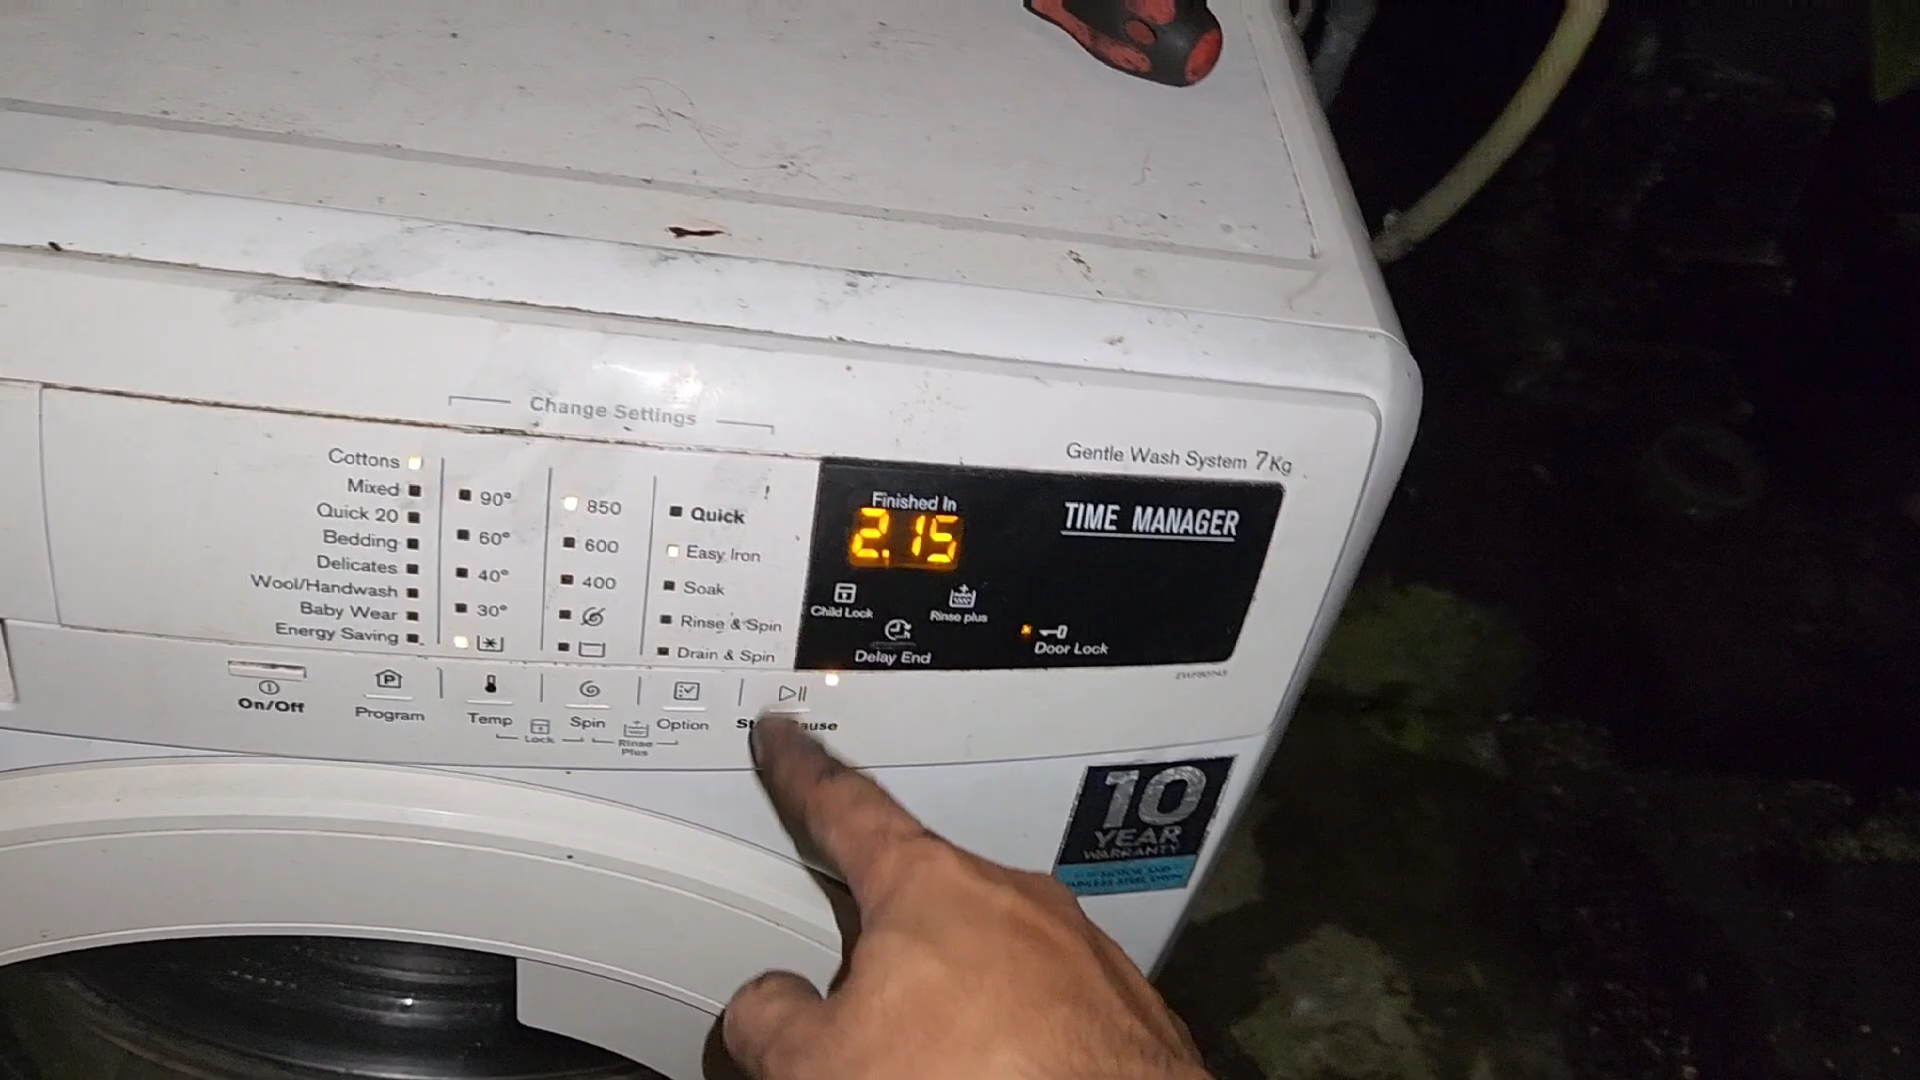 Change Settings
Gentle Wash System 7Kg
Cottons
Mixed
Quick 20
Bedding
Delicates
Wool/Handwash
Baby Wear
Energy Saving
90°
60°
40°
30°
850
600
400
Quick
Easy Iron
Soak
Rinse & Spin
Drain & Spin
Finished In
2.15
TIME MANAGER
Child Lock
Rinse plus
Delay End
Door Lock
On/Off
Program
Temp
Spin
Option
Lock
Rinse
Plus
10
YEAR
WARRANTY